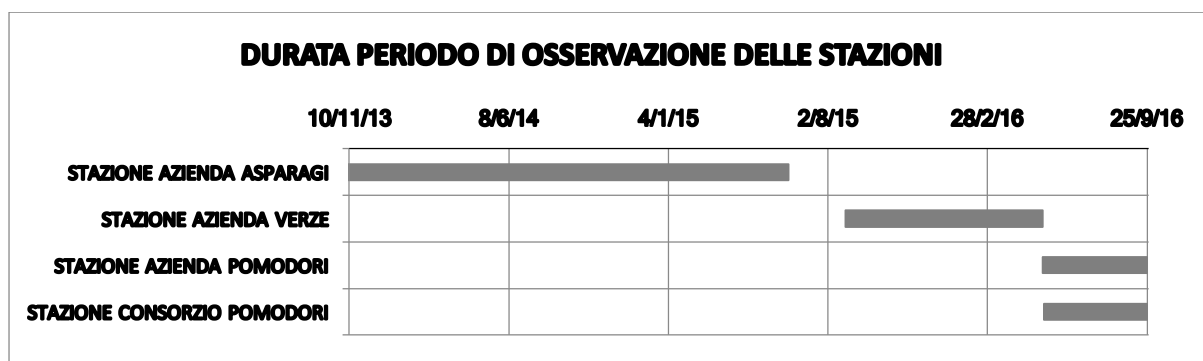 DURATA PERIODO DI OSSERVAZIONE DELLE STAZIONI
10/11/13 8/6/14 4/1/15 2/8/15 28/2/16 25/9/16
STAZIONE AZIENDA ASPARAGI
STAZIONE AZIENDA VERZE
STAZIONE AZIENDA POMODORI
STAZIONE CONSORZIO POMODORI